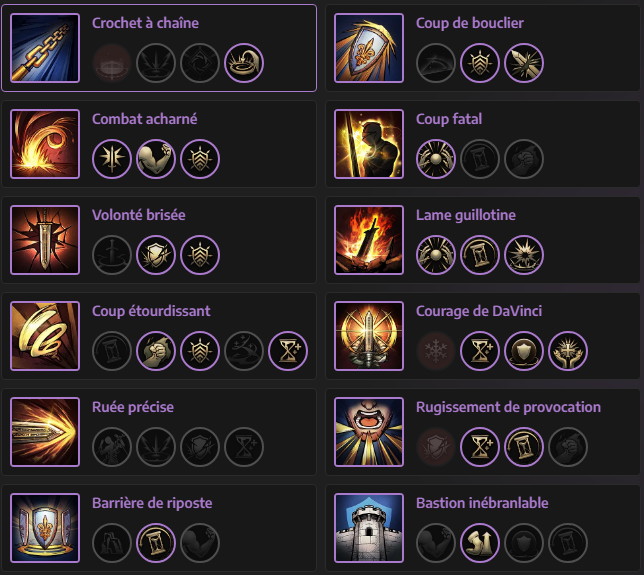 Crochet à chaîne
Coup de bouclier
Combat acharné
Coup fatal
Volonté brisée
Lame guillotine
Coup étourdissant
Courage de DaVinci
Ruée précise
Rugissement de provocation
Barrière de riposte
Bastion inébranlable